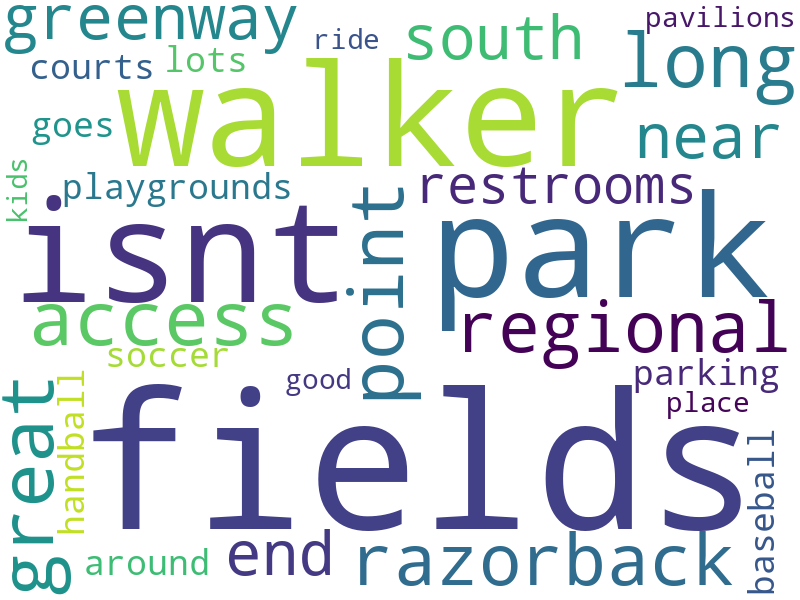 greenway
ride
pavilions
courts
lots
south
long
walker
goes
near
kids
playgrounds
restrooms
isnt
point
park
access
regional
soccer
good
parking
place
great
handball
fields
baseball
around
end
razorback